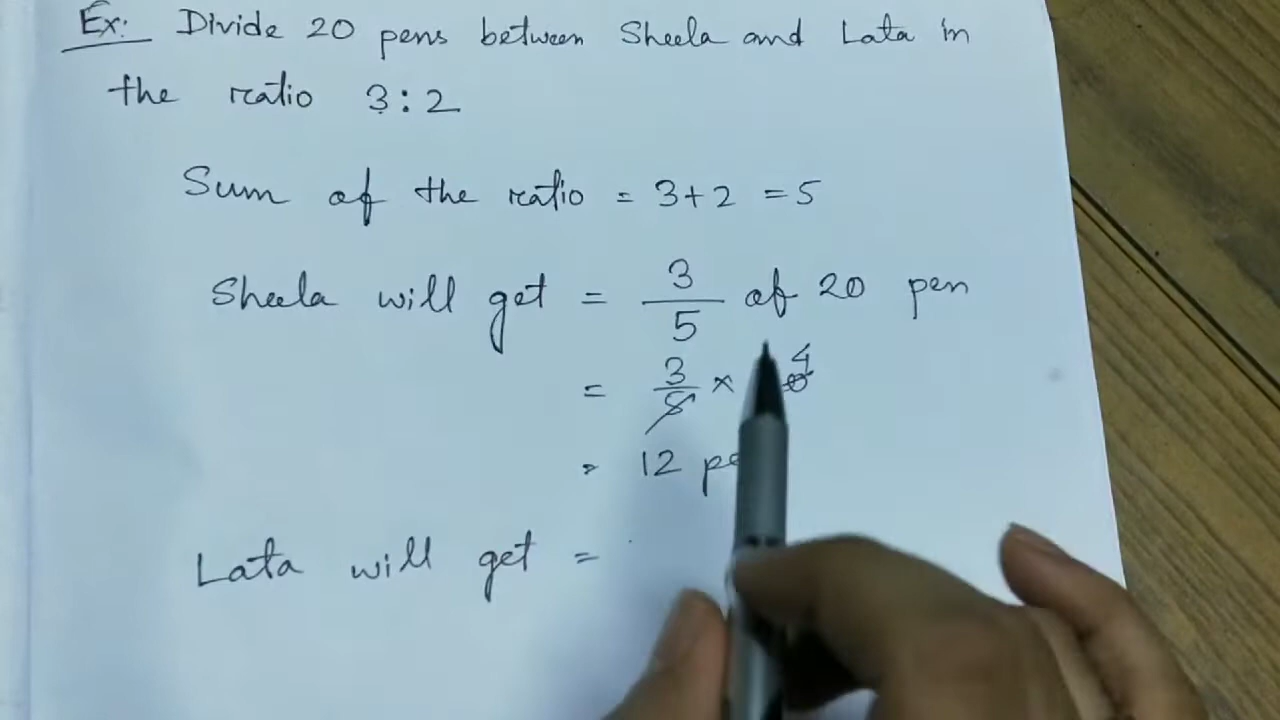 Ex: Divide 20 pens between Sheela and Lata in
the ratio 3:2
Sum of the ratio = 3+2 =5
Sheela will get = 3/5 of 20 pen
= 3/5 × 4
= 12
Lata will get =